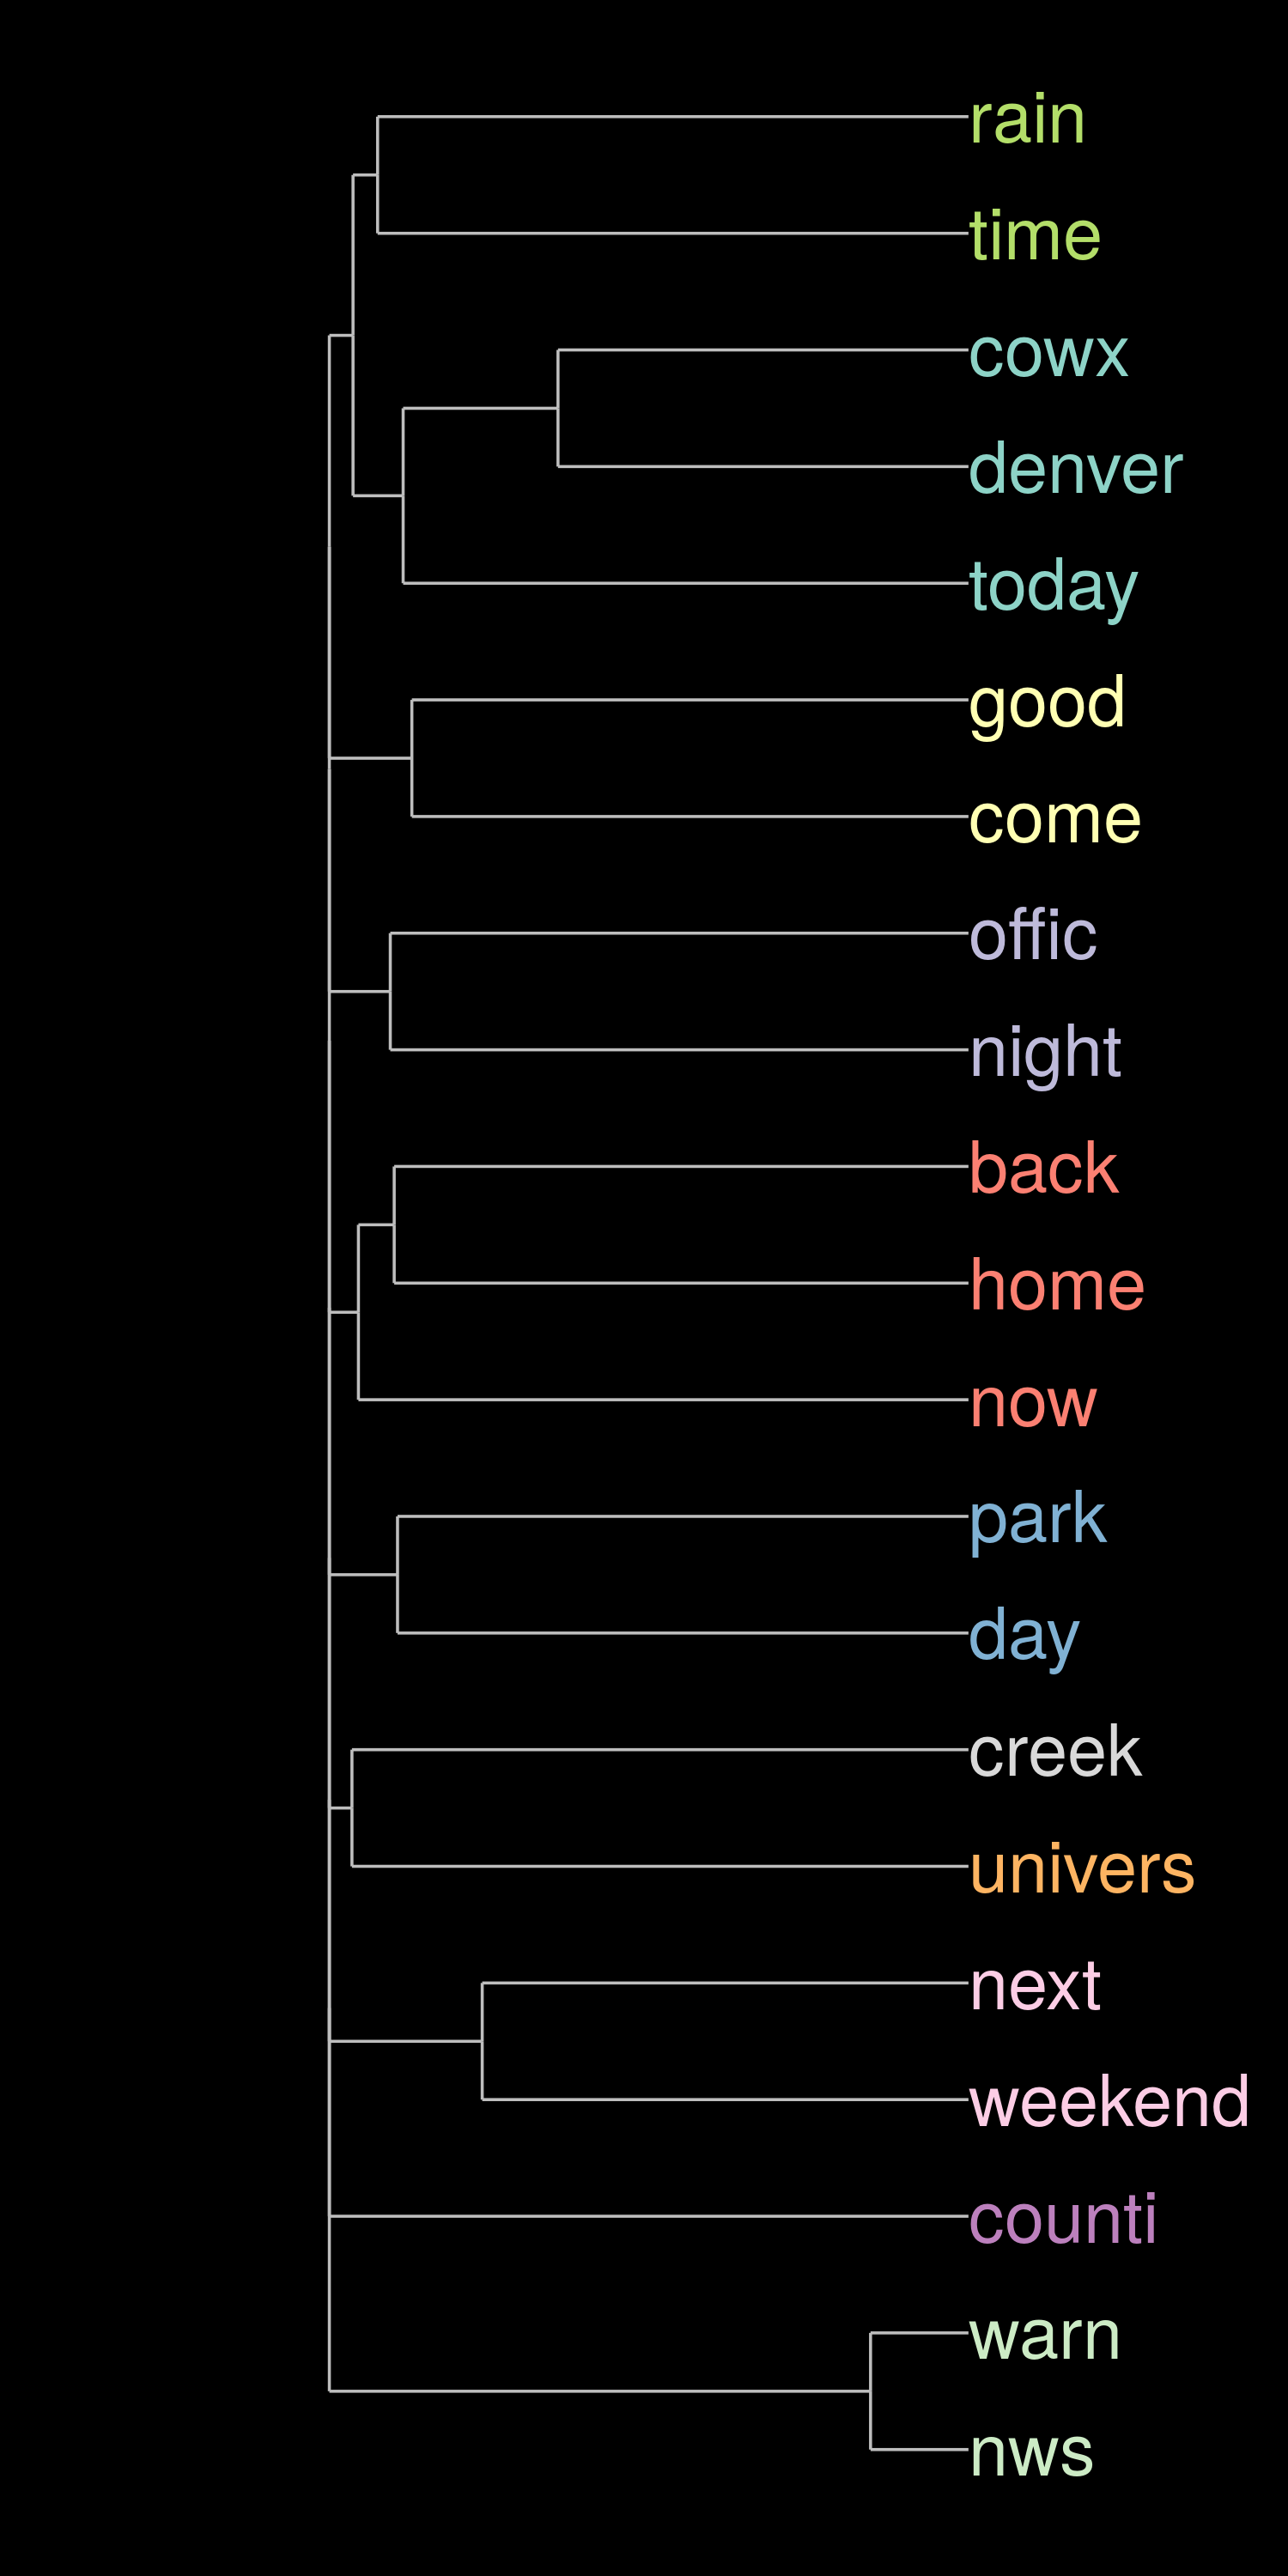 rain
time
cowx
denver
today
good
come
offic
night
back
home
now
park
day
creek
univers
next
weekend
counti
warn
nws